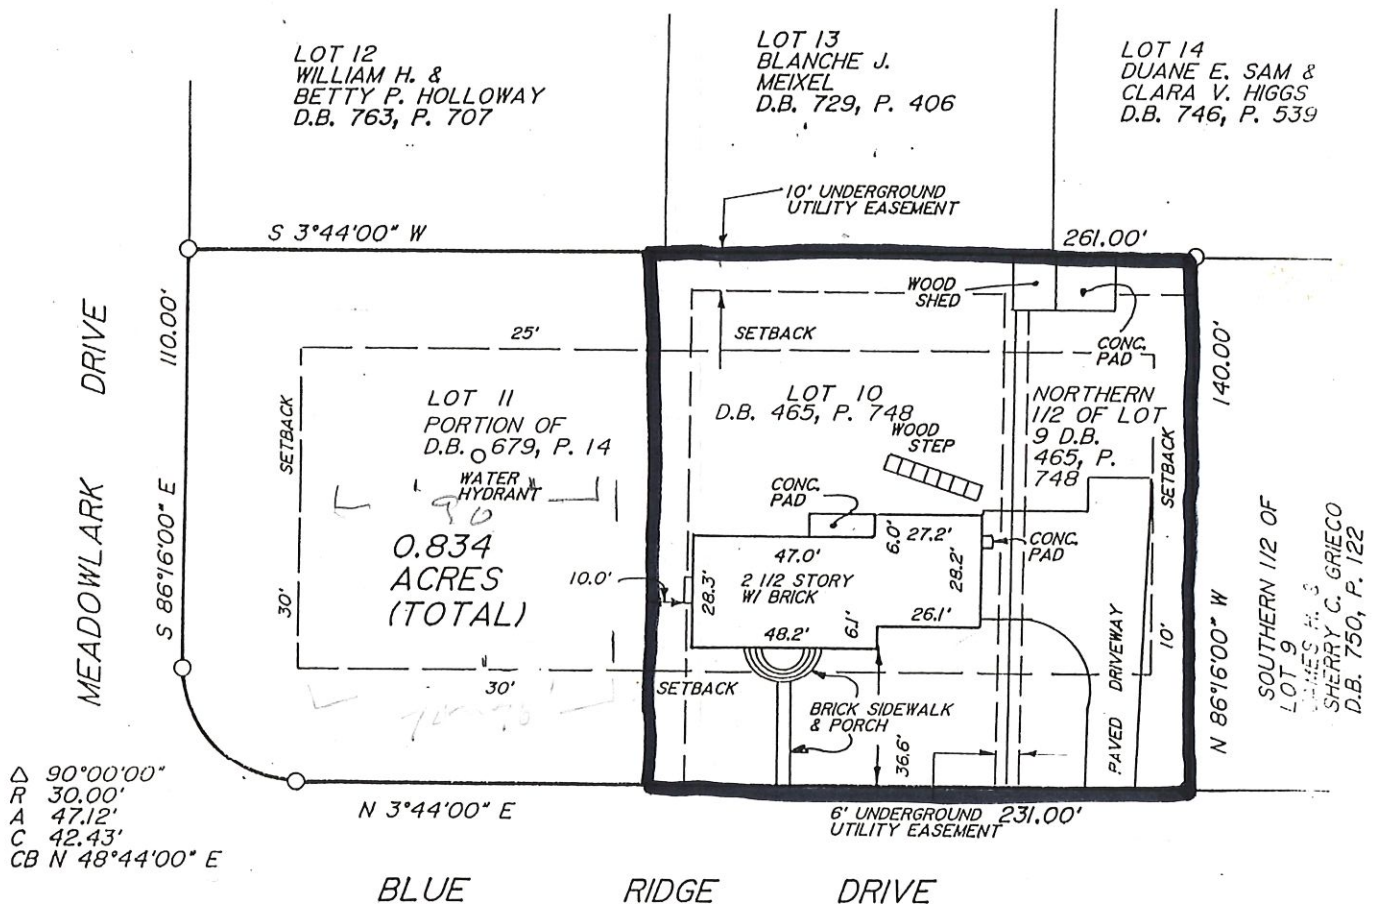 LOT 12
WILLIAM H. &
BETTY P. HOLLOWAY
D.B. 763, P. 707
LOT 13
BLANCHE J.
MEIXEL
D.B. 729, P. 406
LOT 14
DUANE E. SAM &
CLARA V. HIGGS
D.B. 746, P. 539
10' UNDERGROUND
UTILITY EASEMENT
S 3°44'00" W
261.00'
WOOD
SHED
CONC.
PAD
SETBACK
25'
MEADOWLARK DRIVE
110.00'
S 86°16'00" E
SETBACK
30'
LOT 11
PORTION OF
D.B. 679, P. 14
WATER
HYDRANT
90
0.834
ACRES
(TOTAL)
LOT 10
D.B. 465, P. 748
WOOD
STEP
NORTHERN
1/2 OF LOT
9 D.B.
465, P.
748
SETBACK
140.00'
CONC.
PAD
47.0'
6.0'
27.2'
CONC.
PAD
10.0'
28.3'
2 1/2 STORY
W/ BRICK
28.2'
48.2'
6.1'
26.1'
10'
30'
SETBACK
BRICK SIDEWALK
& PORCH
36.6'
PAVED DRIVEWAY
N 86°16'00" W
SOUTHERN 1/2 OF
LOT 9
H. &
SHERRY C. GRIECO
D.B. 750, P. 122
Δ 90°00'00"
R 30.00'
A 47.12'
C 42.43'
CB N 48°44'00" E
N 3°44'00" E
6' UNDERGROUND
UTILITY EASEMENT
231.00'
BLUE RIDGE DRIVE